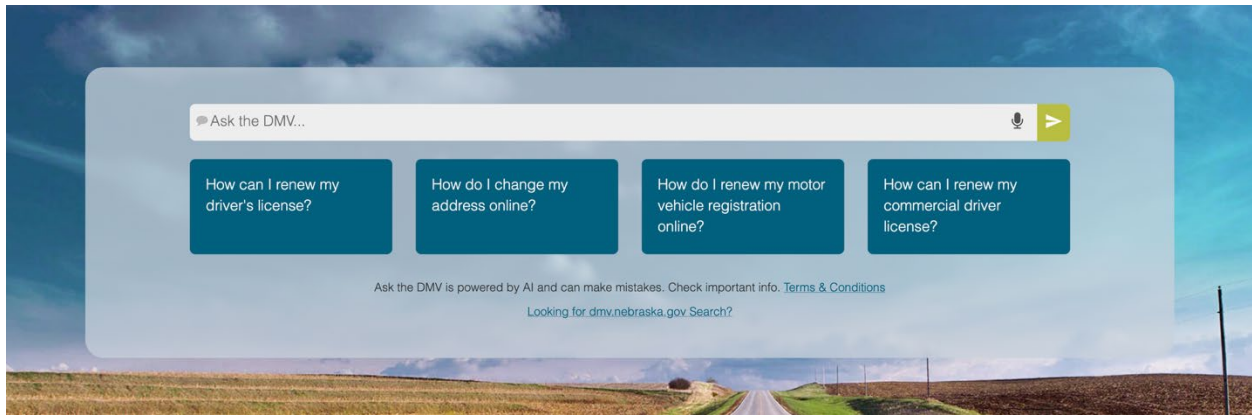 Ask the DMV...
How can I renew my
driver's license?
How do I change my
address online?
How do I renew my motor
vehicle registration
online?
How can I renew my
commercial driver
license?
Ask the DMV is powered by AI and can make mistakes. Check important info. Terms & Conditions
Looking for dmv.nebraska.gov Search?